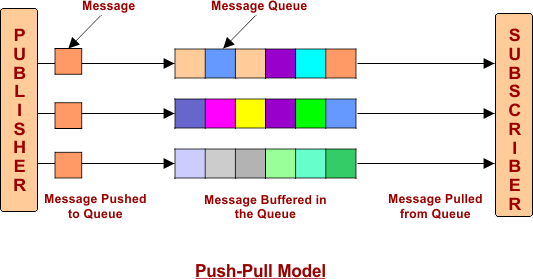 Message
Message Queue
PUBLISHER
SUBSCRIBER
Message Pushed
to Queue
Message Buffered in
the Queue
Message Pulled
from Queue
Push-Pull Model